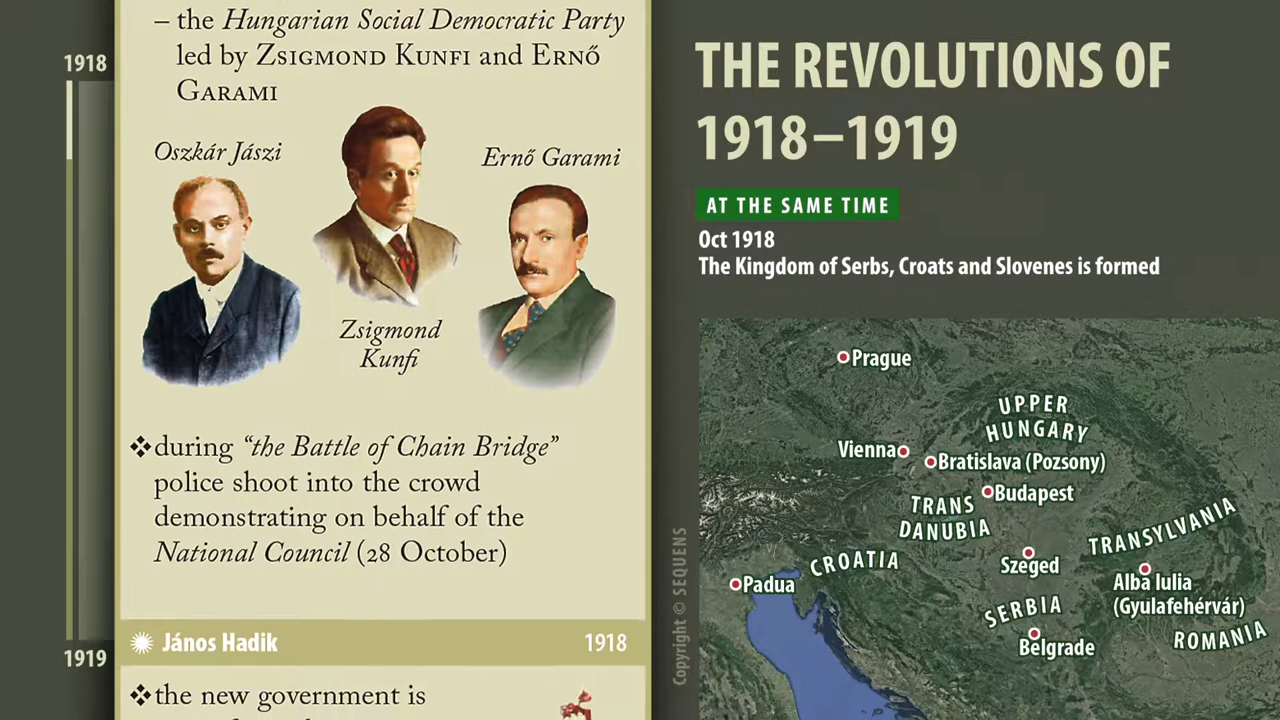 1918
1919
– the Hungarian Social Democratic Party
led by Zsigmond Kunfi and Ernő
Garami
Oszkár Jászi
Zsigmond
Kunfi
Ernő Garami
❖during “the Battle of Chain Bridge”
police shoot into the crowd
demonstrating on behalf of the
National Council (28 October)
János Hadik 1918
❖the new government is
THE REVOLUTIONS OF
1918–1919
AT THE SAME TIME
Oct 1918
The Kingdom of Serbs, Croats and Slovenes is formed
Prague
UPPER
HUNGARY
Vienna
Bratislava (Pozsony)
Budapest
TRANS
DANUBIA
TRANSYLVANIA
CROATIA
Szeged
Alba Iulia
(Gyulafehérvár)
Padua
SERBIA
Belgrade
ROMANIA
Copyright © SEQUENS